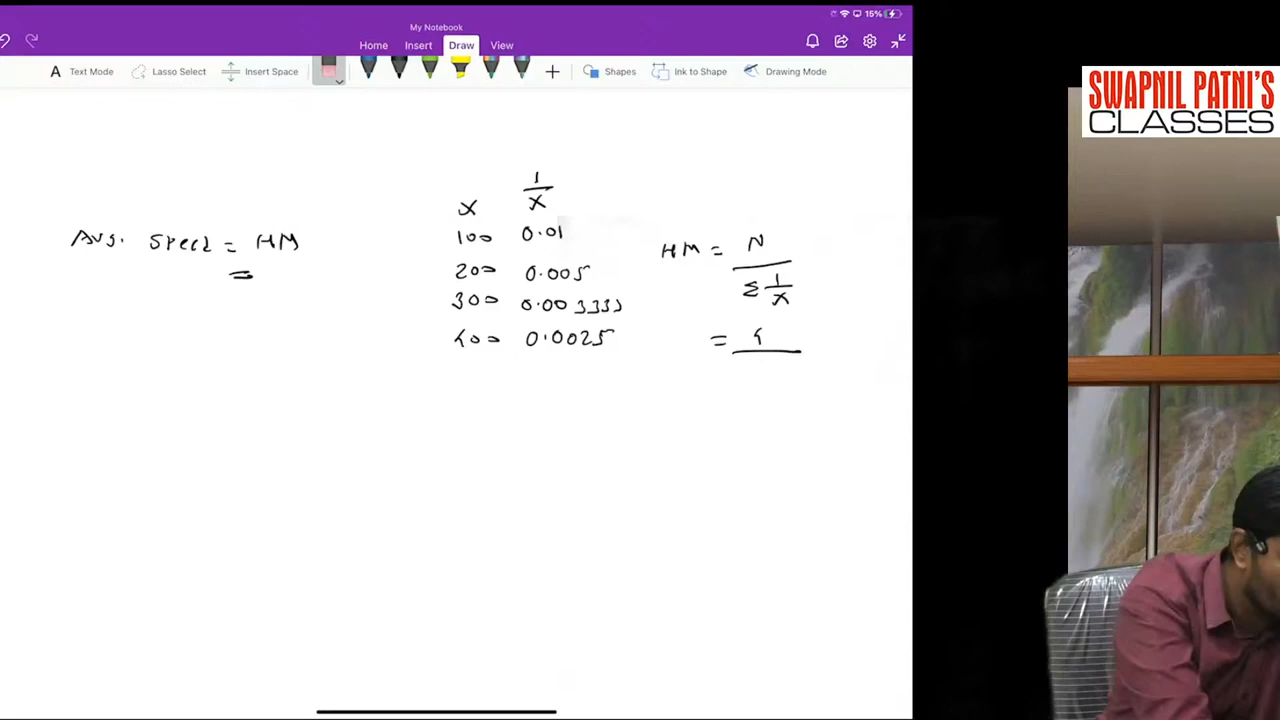 15%
My Notebook
Home Insert Draw View
Text Mode Lasso Select Insert Space Shapes Ink to Shape Drawing Mode
SWAPNIL PATNI'S
CLASSES
Avg. Speed = HM
x 1/x
100 0.01
200 0.005
300 0.003333
400 0.0025
HM = N / Σ 1/x
= 4